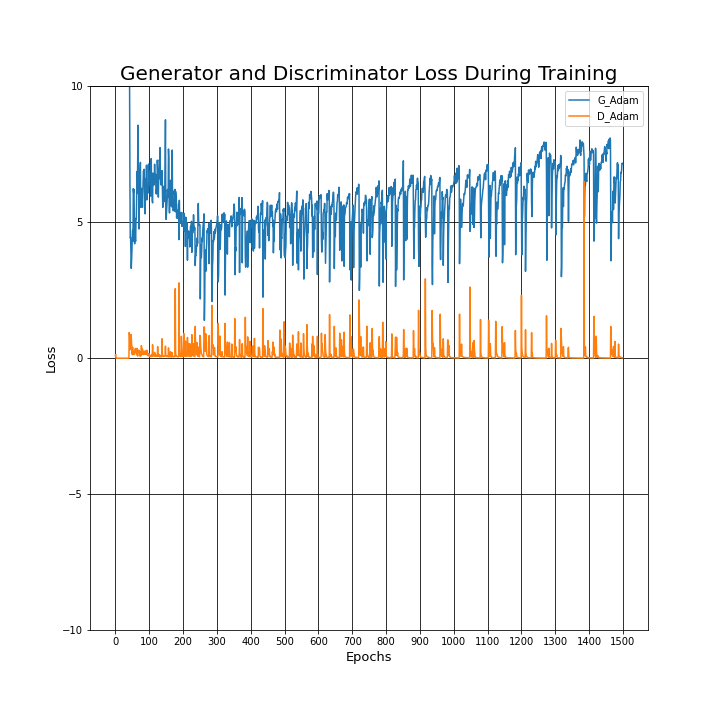 Generator and Discriminator Loss During Training
G_Adam
D_Adam
10
5
0
−5
−10
Loss
0 100 200 300 400 500 600 700 800 900 1000 1100 1200 1300 1400 1500
Epochs